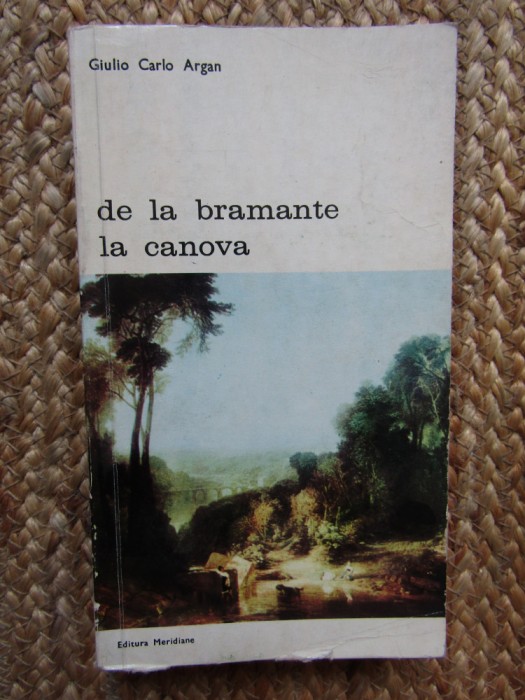 Giulio Carlo Argan
de la bramante
la canova
Editura Meridiane